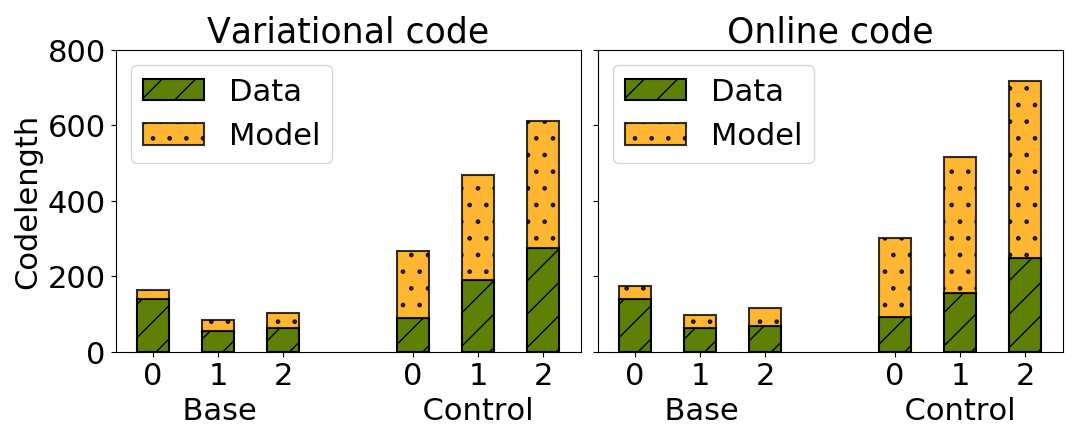 Variational code
Online code
Codelength
800
600
400
200
0
Data
Model
Data
Model
0 1 2 0 1 2
Base Control
0 1 2 0 1 2
Base Control